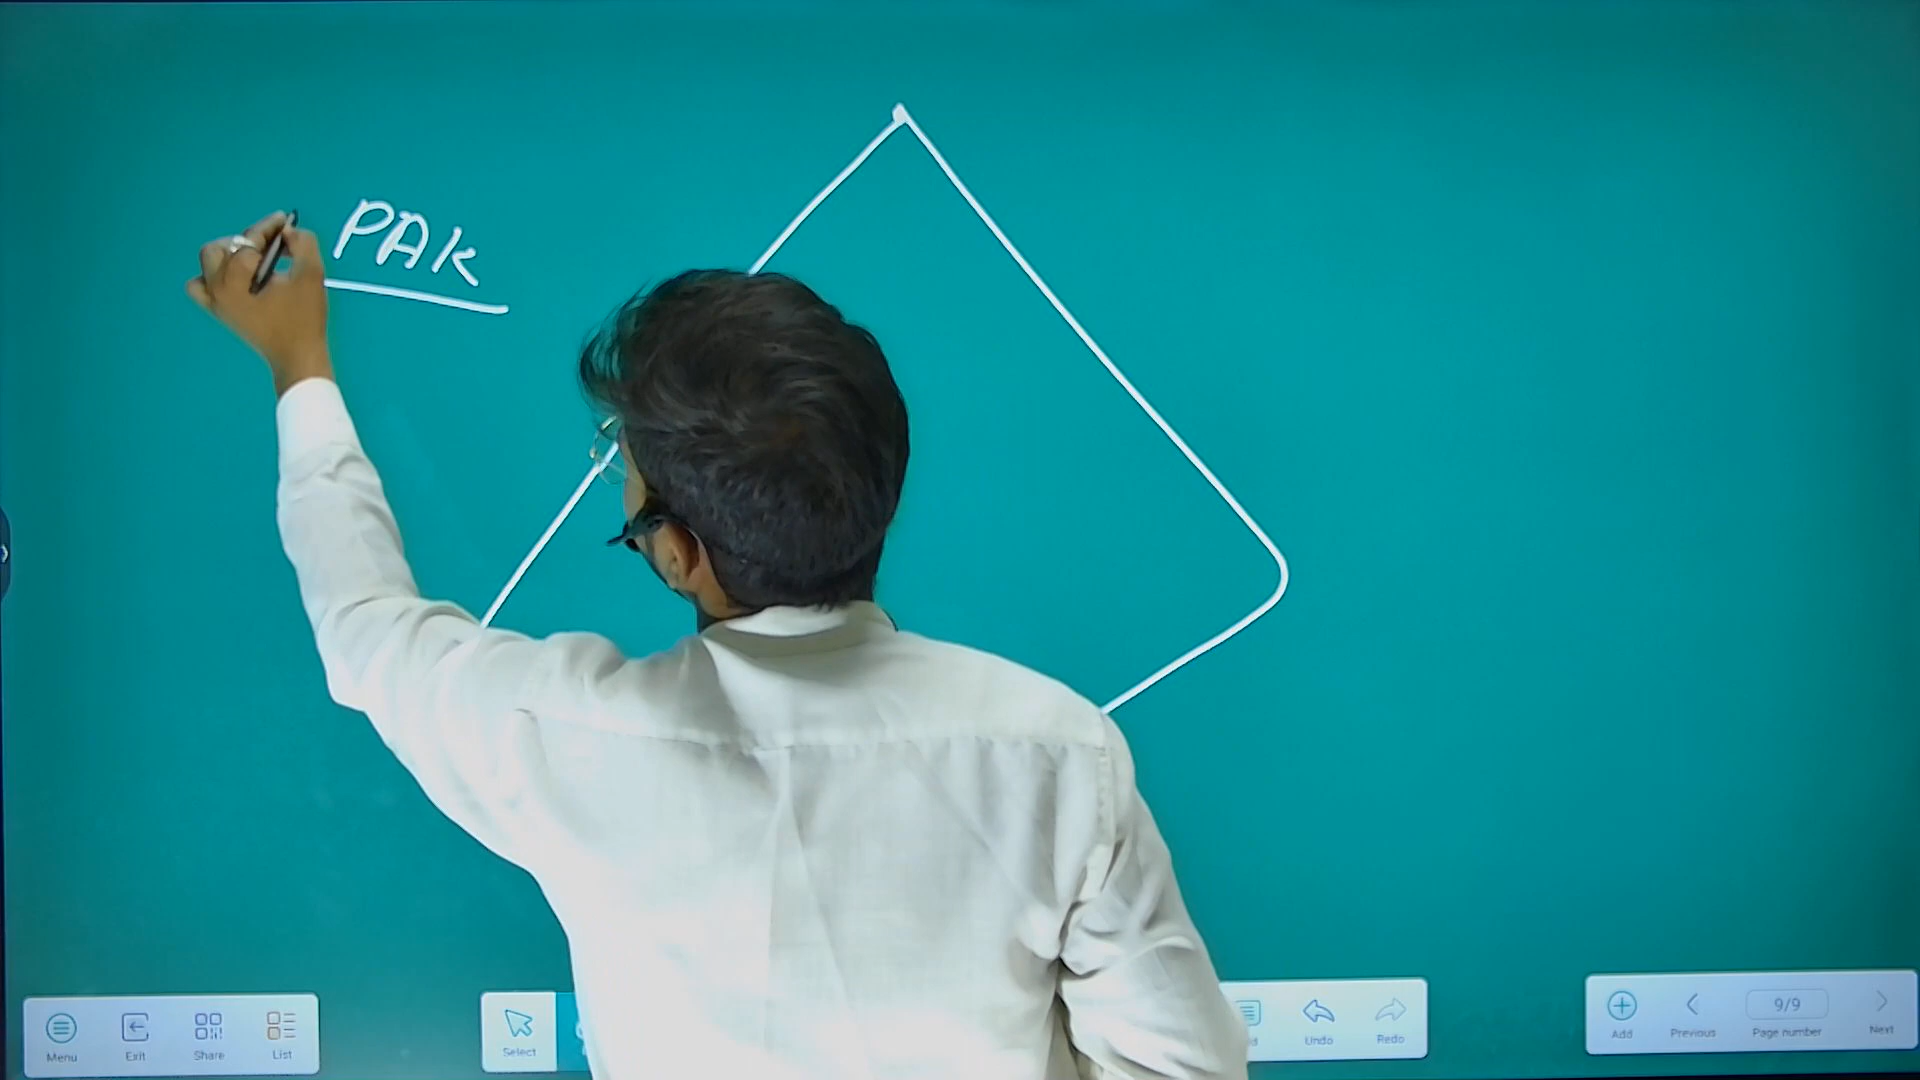 PAK
Menu
Exit
Share
List
Select
Undo
Redo
Add
Previous
9/9
Page number
Next